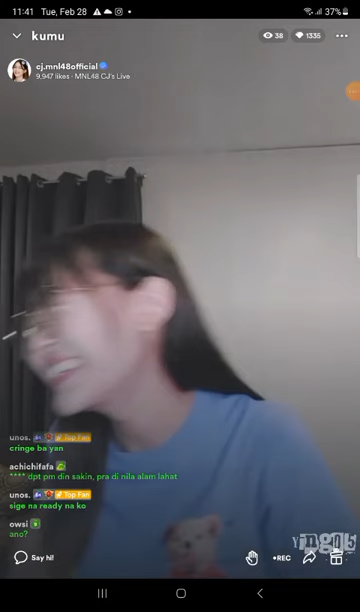 11:41 Tue, Feb 28
37%
kumu
38
1336
cj.mnl48official
9,947 likes · MNL48 CJ's Live
unos. Top Fan
cringe ba yan
achichifafa
**** dpt pm din sakin, pra di nila alam lahat
unos. Top Fan
sige na ready na ko
owsi 9
ano?
Say hi!
•REC